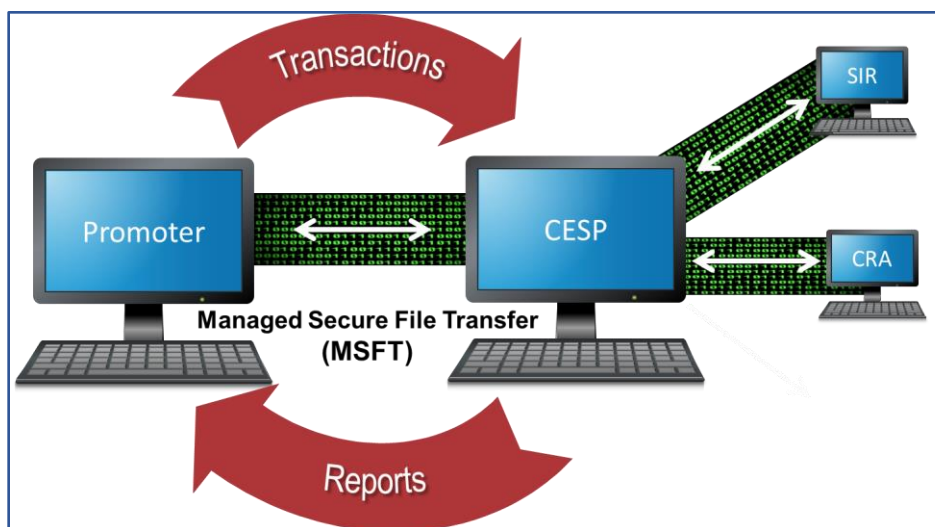 Transactions
SIR
Promoter
CESP
CRA
Managed Secure File Transfer
(MSFT)
Reports